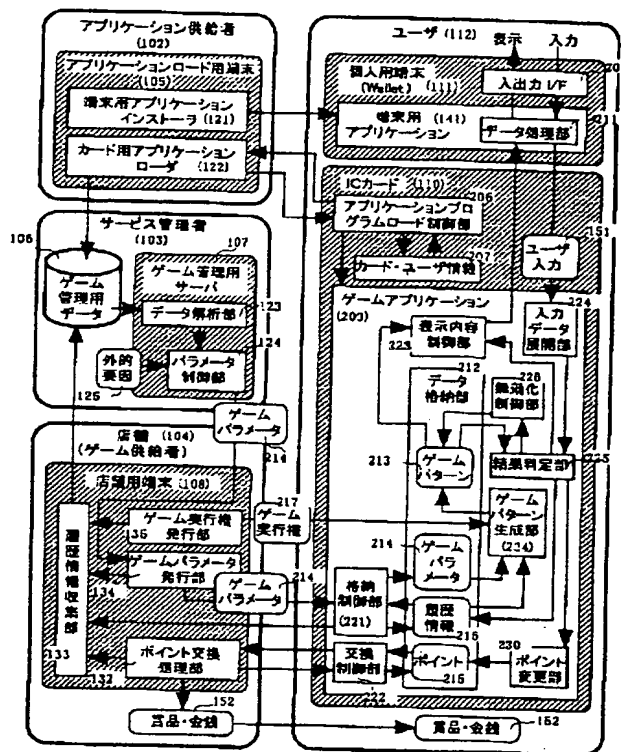 アプリケーション供給者
(102)
アプリケーションロード用端末
(105)
端末用アプリケーション
インストーラ(121)
カード用アプリケーション
ローダ (122)
サービス管理者
(103)
106
107
ゲーム
管理用
データ
ゲーム管理用
サーバ
データ解析部
123
124
外的
要因
パラメータ
制御部
125
ゲーム
パラメータ
214
店舗 (104)
(ゲーム供給者)
店舗用端末(108)
217
ゲーム
実行権
ゲーム実行権
発行部
135
ゲームパラメータ
発行部
134
ゲーム
パラメータ
214
履歴情報収集部
133
ポイント交換
処理部
132
152
賞品・金銭
ユーザ (112)
表示
入力
個人用端末
(Wallet) (111)
入出力 I/F
端末用 (141)
アプリケーション
データ処理部
211
ICカード (110)
206
アプリケーションプロ
グラムロード制御部
207
カード・ユーザ情報
151
ユーザ
入力
ゲームアプリケーション
(203)
224
表示内容
制御部
223
入力
データ
展開部
212
データ
格納部
制御部
213
ゲーム
パターン
結果判定部
225
ゲーム
パターン
生成部
(234)
214
ゲーム
パラ
メータ
格納
制御部
(221)
履歴
情報
216
230
交換
制御部
222
ポイント
215
ポイント
変更部
賞品・金銭
152